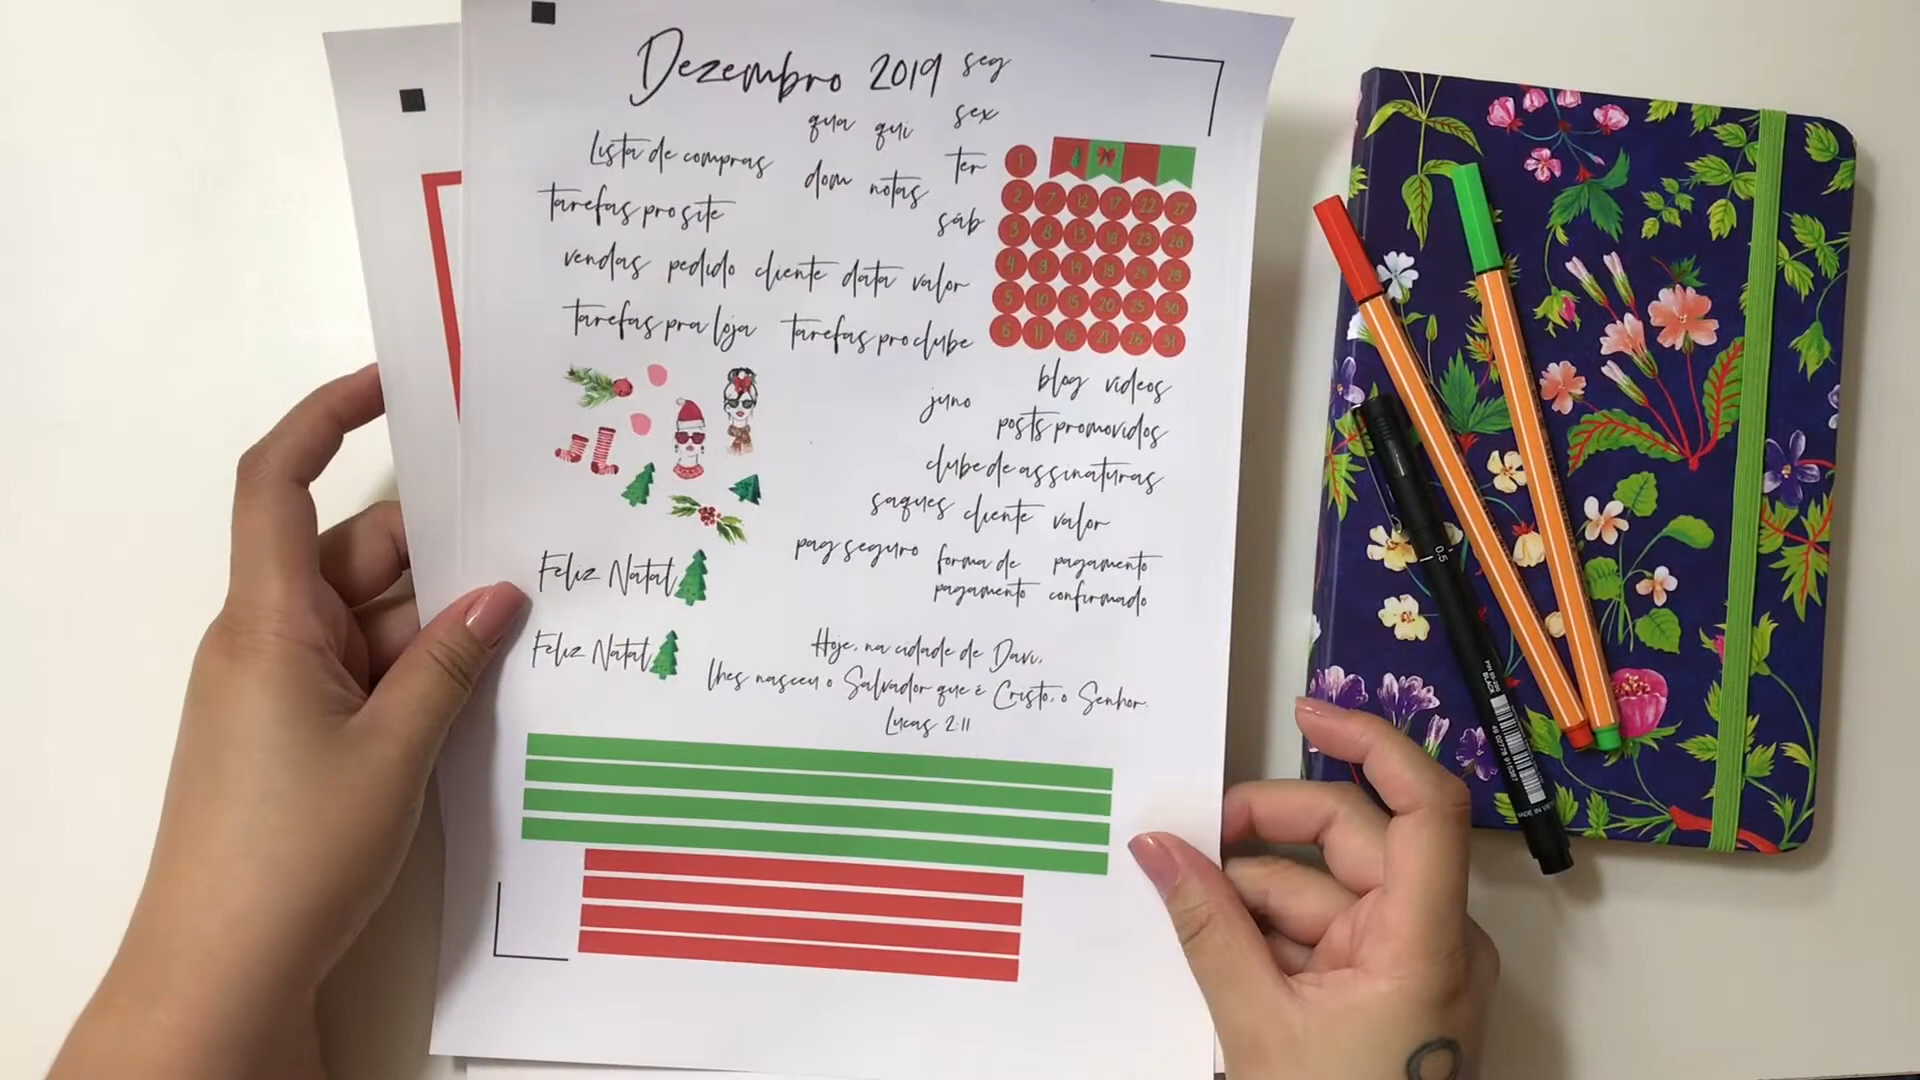 Dezembro 2019 seg
qua qui sex
Lista de compras
dom notas ter
tarefas pro site
sáb
vendas pedido cliente data valor
tarefas pra loja tarefas pro clube
1
2 7 12 17 22 27
3 8 13 18 23 28
4 9 14 19 24 29
5 10 15 20 25 30
6 11 16 21 26 31
blog videos
juno
posts promovidos
clube de assinaturas
saques cliente valor
pag seguro forma de pagamento
pagamento confirmado
Feliz Natal
Feliz Natal
Hoje, na cidade de Davi,
lhes nasceu o Salvador que é Cristo, o Senhor.
Lucas 2:11
0.5
BLACK